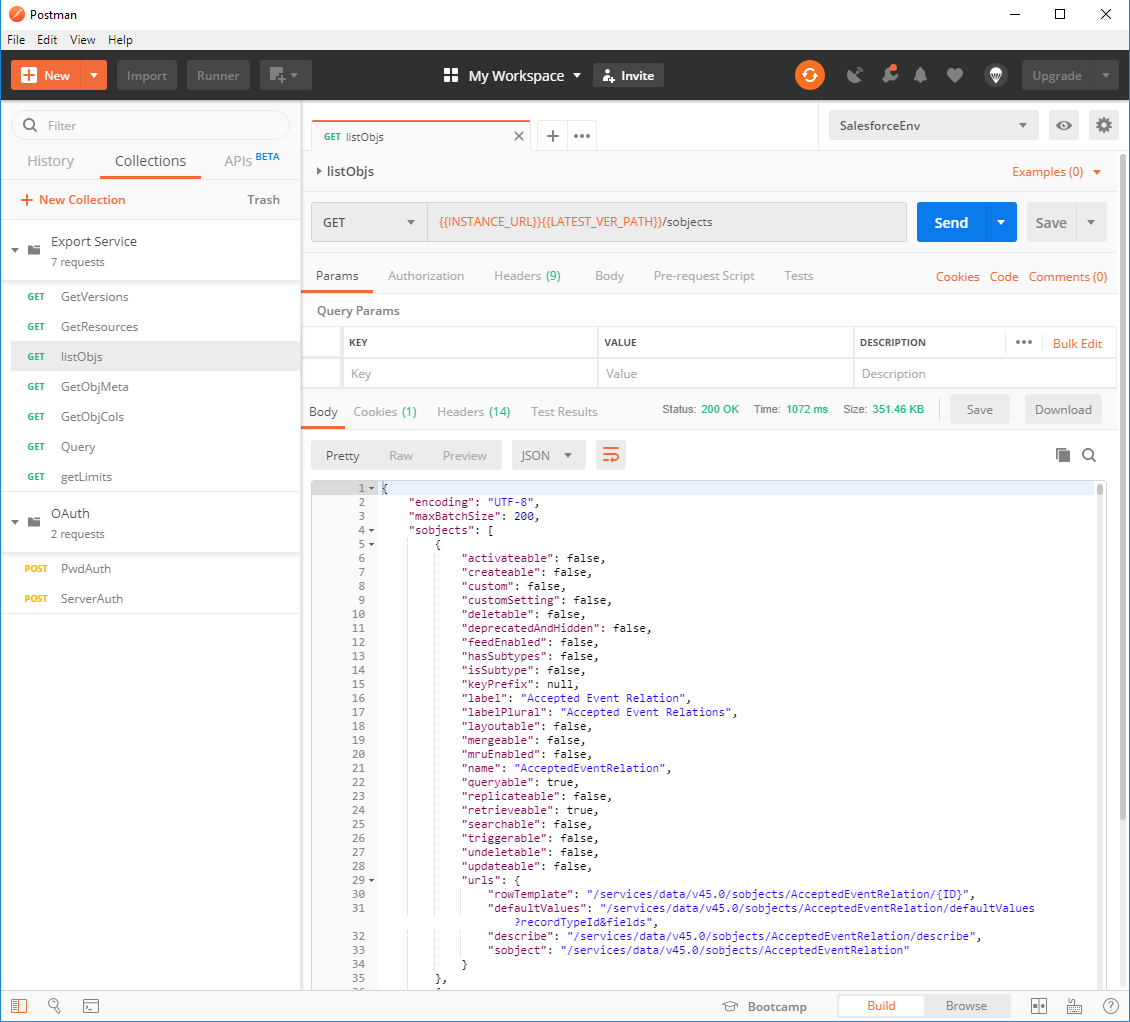 Postman
File Edit View Help
New Import Runner My Workspace Invite Upgrade
Filter
History Collections APIs BETA
New Collection Trash
Export Service
7 requests
GET GetVersions
GET GetResources
GET listObjs
GET GetObjMeta
GET GetObjCols
GET Query
GET getLimits
OAuth
2 requests
POST PwdAuth
POST ServerAuth
GET listObjs
SalesforceEnv
listObjs Examples (0)
GET {{INSTANCE_URL}}{{LATEST_VER_PATH}}/sobjects Send Save
Params Authorization Headers (9) Body Pre-request Script Tests Cookies Code Comments (0)
Query Params
KEY VALUE DESCRIPTION ••• Bulk Edit
Key Value Description
Body Cookies (1) Headers (14) Test Results Status: 200 OK Time: 1072 ms Size: 351.46 KB Save Download
Pretty Raw Preview JSON
1 {
2 "encoding": "UTF-8",
3 "maxBatchSize": 200,
4 "sobjects": [
5 {
6 "activateable": false,
7 "createable": false,
8 "custom": false,
9 "customSetting": false,
10 "deletable": false,
11 "deprecatedAndHidden": false,
12 "feedEnabled": false,
13 "hasSubtypes": false,
14 "isSubtype": false,
15 "keyPrefix": null,
16 "label": "Accepted Event Relation",
17 "labelPlural": "Accepted Event Relations",
18 "layoutable": false,
19 "mergeable": false,
20 "mruEnabled": false,
21 "name": "AcceptedEventRelation",
22 "queryable": true,
23 "replicateable": false,
24 "retrieveable": true,
25 "searchable": false,
26 "triggerable": false,
27 "undeletable": false,
28 "updateable": false,
29 "urls": {
30 "rowTemplate": "/services/data/v45.0/sobjects/AcceptedEventRelation/{ID}",
31 "defaultValues": "/services/data/v45.0/sobjects/AcceptedEventRelation/defaultValues
?recordTypeId&fields",
32 "describe": "/services/data/v45.0/sobjects/AcceptedEventRelation/describe",
33 "sobject": "/services/data/v45.0/sobjects/AcceptedEventRelation"
34 }
35 },
Bootcamp Build Browse